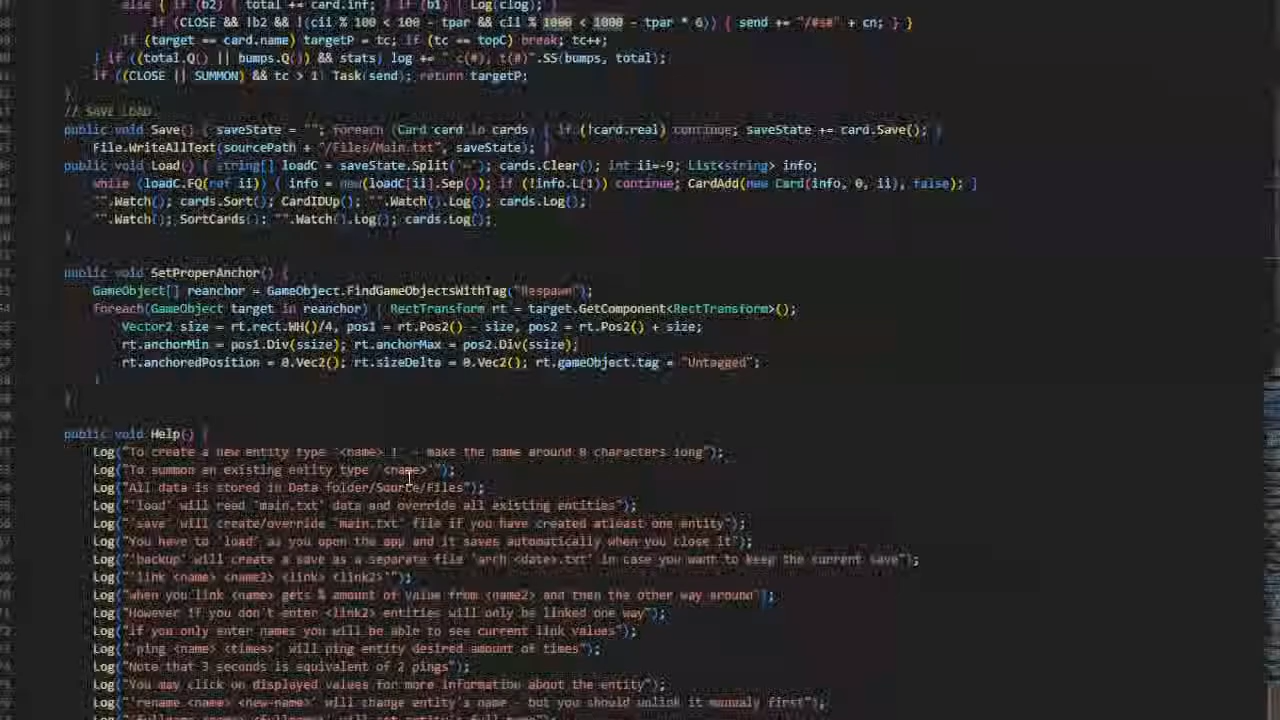 else { if (b2) { total += card.inf; } if (b1) { Log(clog); }
if (CLOSE && !b2 && !(cii % 100 < 100 - tpar && cii % 1000 < 1000 - tpar * 6)) { send += "/#s#" + cn; } }
if (target == card.name) targetP = tc; if (tc == topC) break; tc++;
} if ((total.Q() || bumps.Q()) && stats) log += " c(#), t(#)".SS(bumps, total);
if ((CLOSE || SUMMON) && tc > 1) Task(send); return targetP;
}
// SAVE LOAD
public void Save() { saveState = ""; foreach (Card card in cards) { if (!card.real) continue; saveState += card.Save(); }
File.WriteAllText(sourcePath + "/Files/Main.txt", saveState); }
public void Load() { string[] loadC = saveState.Split('~'); cards.Clear(); int ii=-9; List<string> info;
while (loadC.FQ(ref ii)) { info = new(loadC[ii].Sep()); if (!info.L(1)) continue; CardAdd(new Card(info, 0, ii), false); }
"".Watch(); cards.Sort(); CardIDUp(); "".Watch().Log(); cards.Log();
"".Watch(); SortCards(); "".Watch().Log(); cards.Log();
}
public void SetProperAnchor() {
GameObject[] reanchor = GameObject.FindGameObjectsWithTag("Respawn");
foreach(GameObject target in reanchor) { RectTransform rt = target.GetComponent<RectTransform>();
Vector2 size = rt.rect.WH()/4, pos1 = rt.Pos2() - size, pos2 = rt.Pos2() + size;
rt.anchorMin = pos1.Div(ssize); rt.anchorMax = pos2.Div(ssize);
rt.anchoredPosition = 0.Vec2(); rt.sizeDelta = 0.Vec2(); rt.gameObject.tag = "Untagged";
}
}
public void Help() {
Log("To create a new entity type '<name> !' - make the name around 8 characters long");
Log("To summon an existing entity type '<name>'");
Log("All data is stored in Data folder/Source/Files");
Log("'load' will read 'main.txt' data and override all existing entities");
Log("'save' will create/override 'main.txt' file if you have created atleast one entity");
Log("You have to 'load' as you open the app and it saves automatically when you close it");
Log("'backup' will create a save as a separate file 'arch <date>.txt' in case you want to keep the current save");
Log("'link <name> <name2> <link> <link2>'");
Log("when you link <name> gets % amount of value from <name2> and then the other way around");
Log("However if you don't enter <link2> entities will only be linked one way");
Log("if you only enter names you will be able to see current link values");
Log("'ping <name> <times>' will ping entity desired amount of times");
Log("Note that 3 seconds is equivalent of 2 pings");
Log("You may click on displayed values for more information about the entity");
Log("'rename <name> <new-name>' will change entity's name - but you should unlink it manualy first");